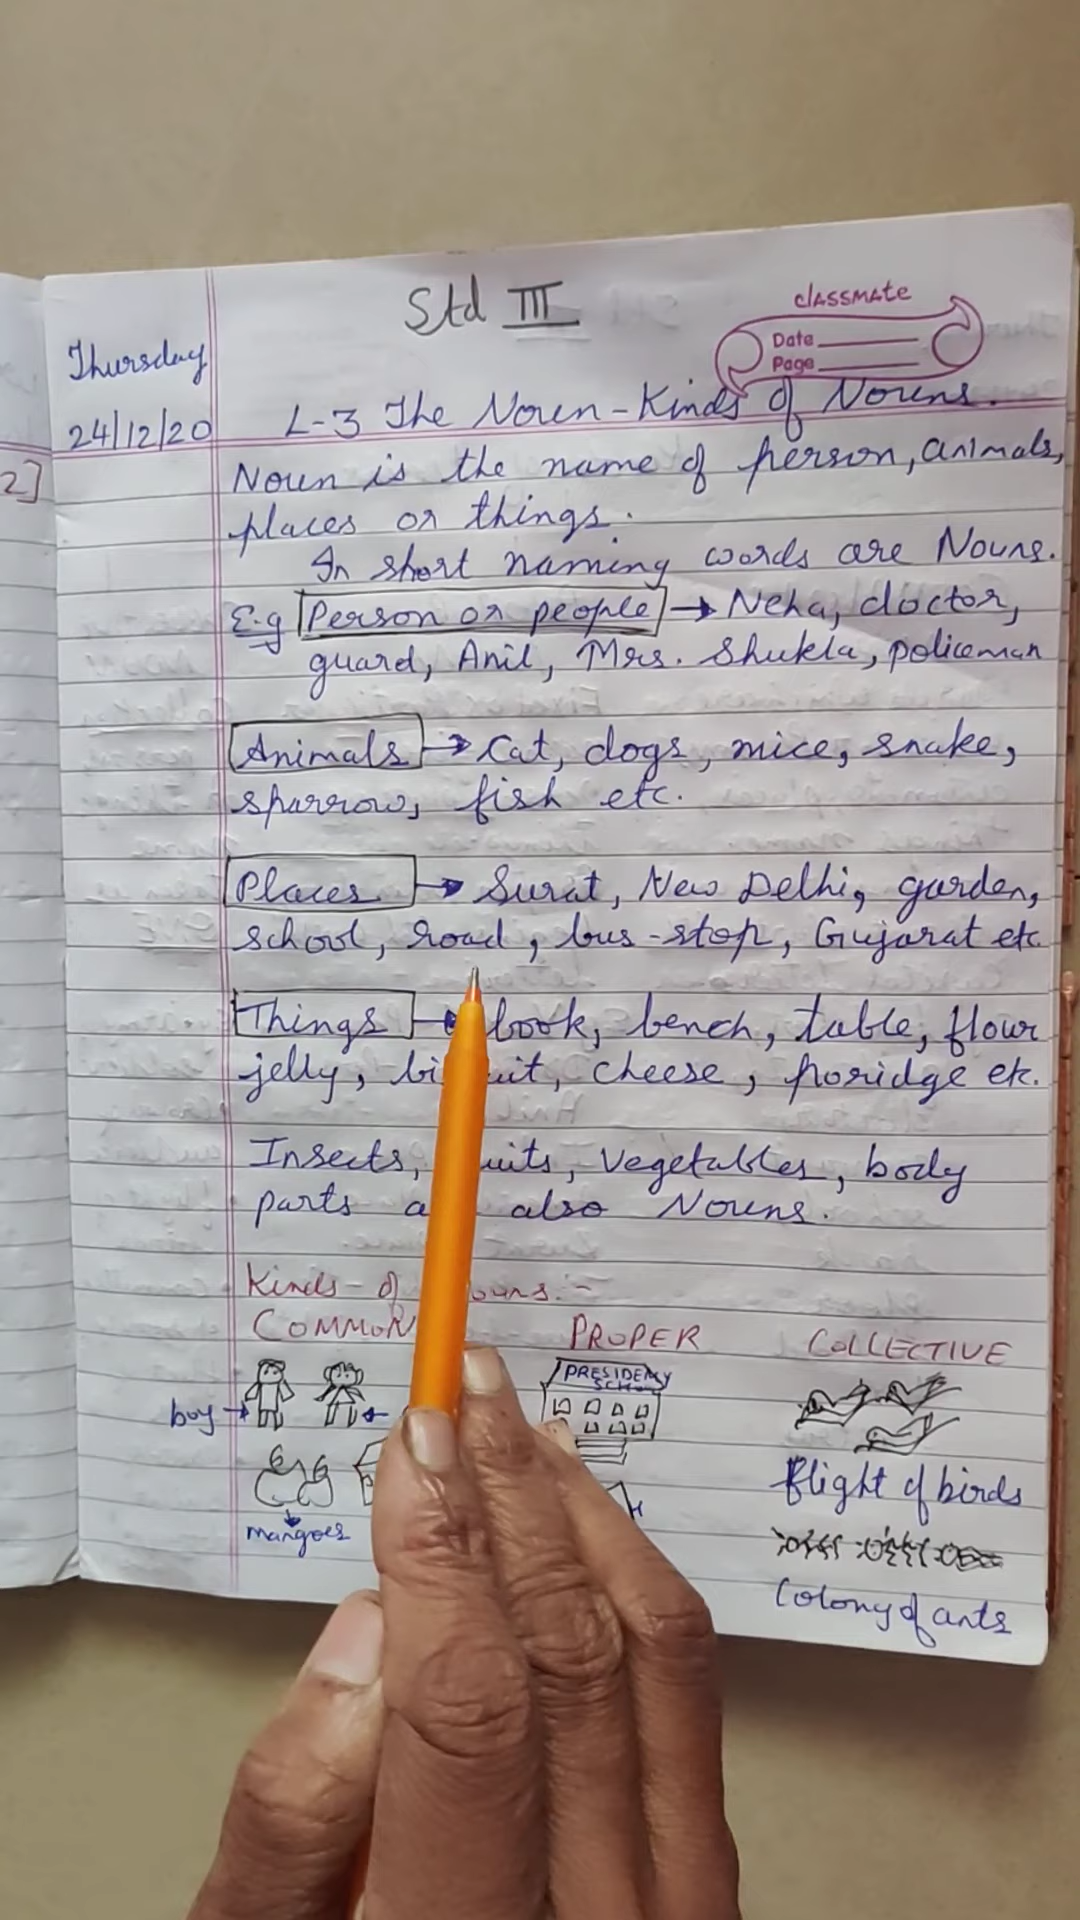 Std III
classmate
Date
Page
Thursday
24/12/20
L-3 The Noun-Kinds of Nouns.
2]
Noun is the name of person, animals,
places or things.
In short naming words are Nouns.
E.g Person or people → Neha, doctor,
guard, Anil, Mrs. Shukla, policeman
Animals → Cat, dogs, mice, snake,
sparrow, fish etc.
Places → Surat, New Delhi, garden,
school, road, bus-stop, Gujarat etc
Things → book, bench, table, flour
jelly, cheese, poridge etc.
Insects, Vegetables, body
parts also Nouns.
Kinds-of
COMMON PROPER COLLECTIVE
PRESIDENCY
SCHOOL
boy
flight of birds
mangoes
Colony of ants